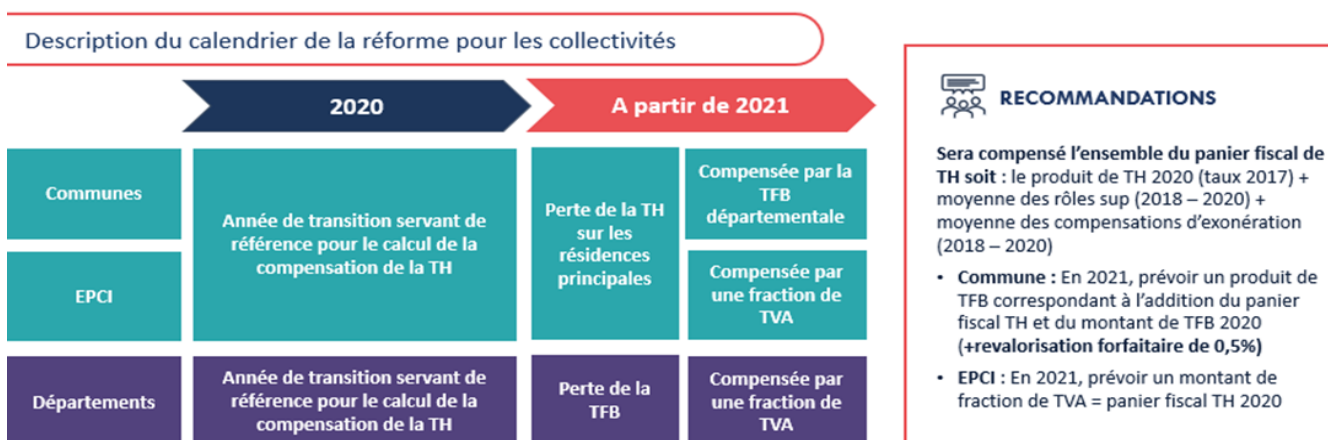 Description du calendrier de la réforme pour les collectivités
2020
A partir de 2021
Communes
EPCI
Année de transition servant de
référence pour le calcul de la
compensation de la TH
Perte de la TH
sur les
résidences
principales
Compensée par la
TFB
départementale
Compensée par
une fraction de
TVA
Départements
Année de transition servant de
référence pour le calcul de la
compensation de la TH
Perte de la
TFB
Compensée par
une fraction de
TVA
RECOMMANDATIONS
Sera compensé l’ensemble du panier fiscal de
TH soit : le produit de TH 2020 (taux 2017) +
moyenne des rôles sup (2018 – 2020) +
moyenne des compensations d’exonération
(2018 – 2020)
• Commune : En 2021, prévoir un produit de
TFB correspondant à l’addition du panier
fiscal TH et du montant de TFB 2020
(+revalorisation forfaitaire de 0,5%)
• EPCI : En 2021, prévoir un montant de
fraction de TVA = panier fiscal TH 2020